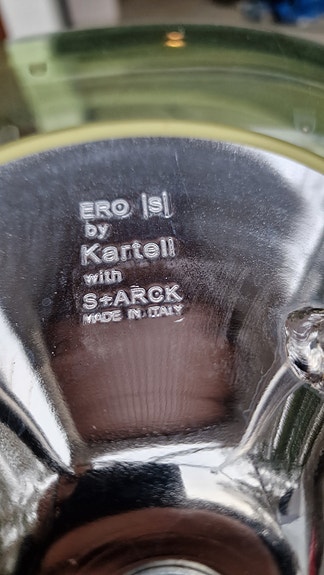 ERO |S|
by
Kartell
with
S+ARCK
MADE IN ITALY